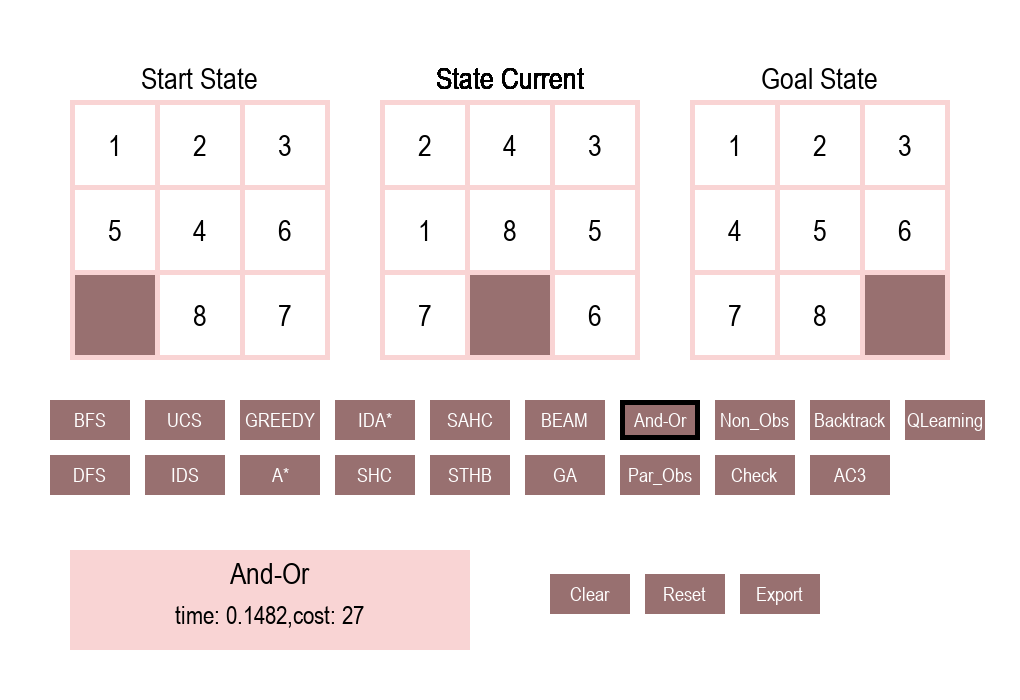 Start State State Current Goal State
1 2 3 2 4 3 1 2 3
5 4 6 1 8 5 4 5 6
8 7 7 6 7 8
BFS UCS GREEDY IDA* SAHC BEAM And-Or Non_Obs Backtrack QLearning
DFS IDS A* SHC STHB GA Par_Obs Check AC3
And-Or
time: 0.1482,cost: 27
Clear Reset Export